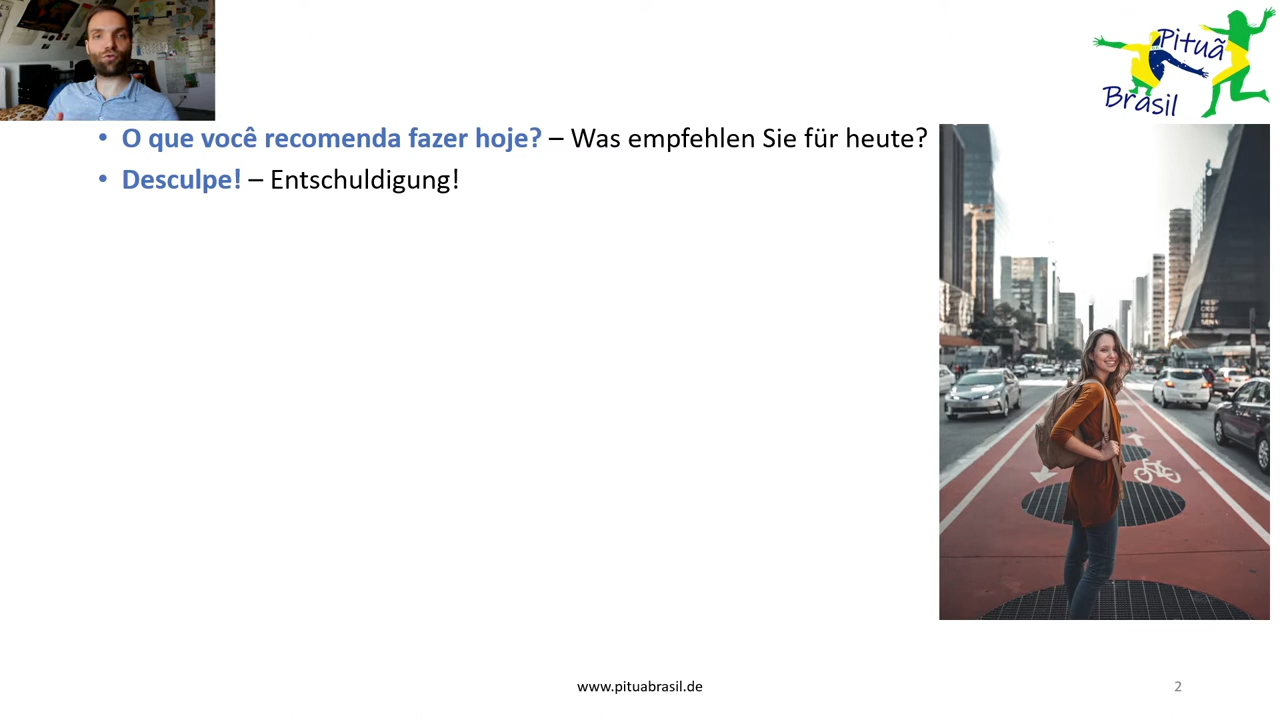 Pituã
Brasil
• O que você recomenda fazer hoje? – Was empfehlen Sie für heute?
• Desculpe! – Entschuldigung!
www.pituabrasil.de
2